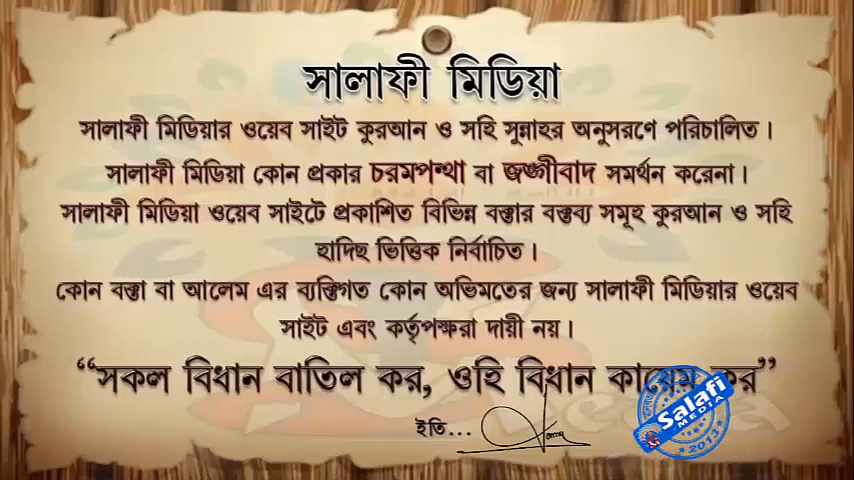 সালাফী মিডিয়া
সালাফী মিডিয়ার ওয়েব সাইট কুরআন ও সহি সুন্নাহর অনুসরণে পরিচালিত।
সালাফী মিডিয়া কোন প্রকার চরমপন্থা বা জঙ্গীবাদ সমর্থন করেনা।
সালাফী মিডিয়া ওয়েব সাইটে প্রকাশিত বিভিন্ন বক্তার বক্তব্য সমূহ কুরআন ও সহি
হাদিছ ভিত্তিক নির্বাচিত।
কোন বক্তা বা আলেম এর ব্যক্তিগত কোন অভিমতের জন্য সালাফী মিডিয়ার ওয়েব
সাইট এবং কর্তৃপক্ষরা দায়ী নয়।
“সকল বিধান বাতিল কর, ওহি বিধান কায়েম কর”
ইতি...
Salafi
MEDIA
2013